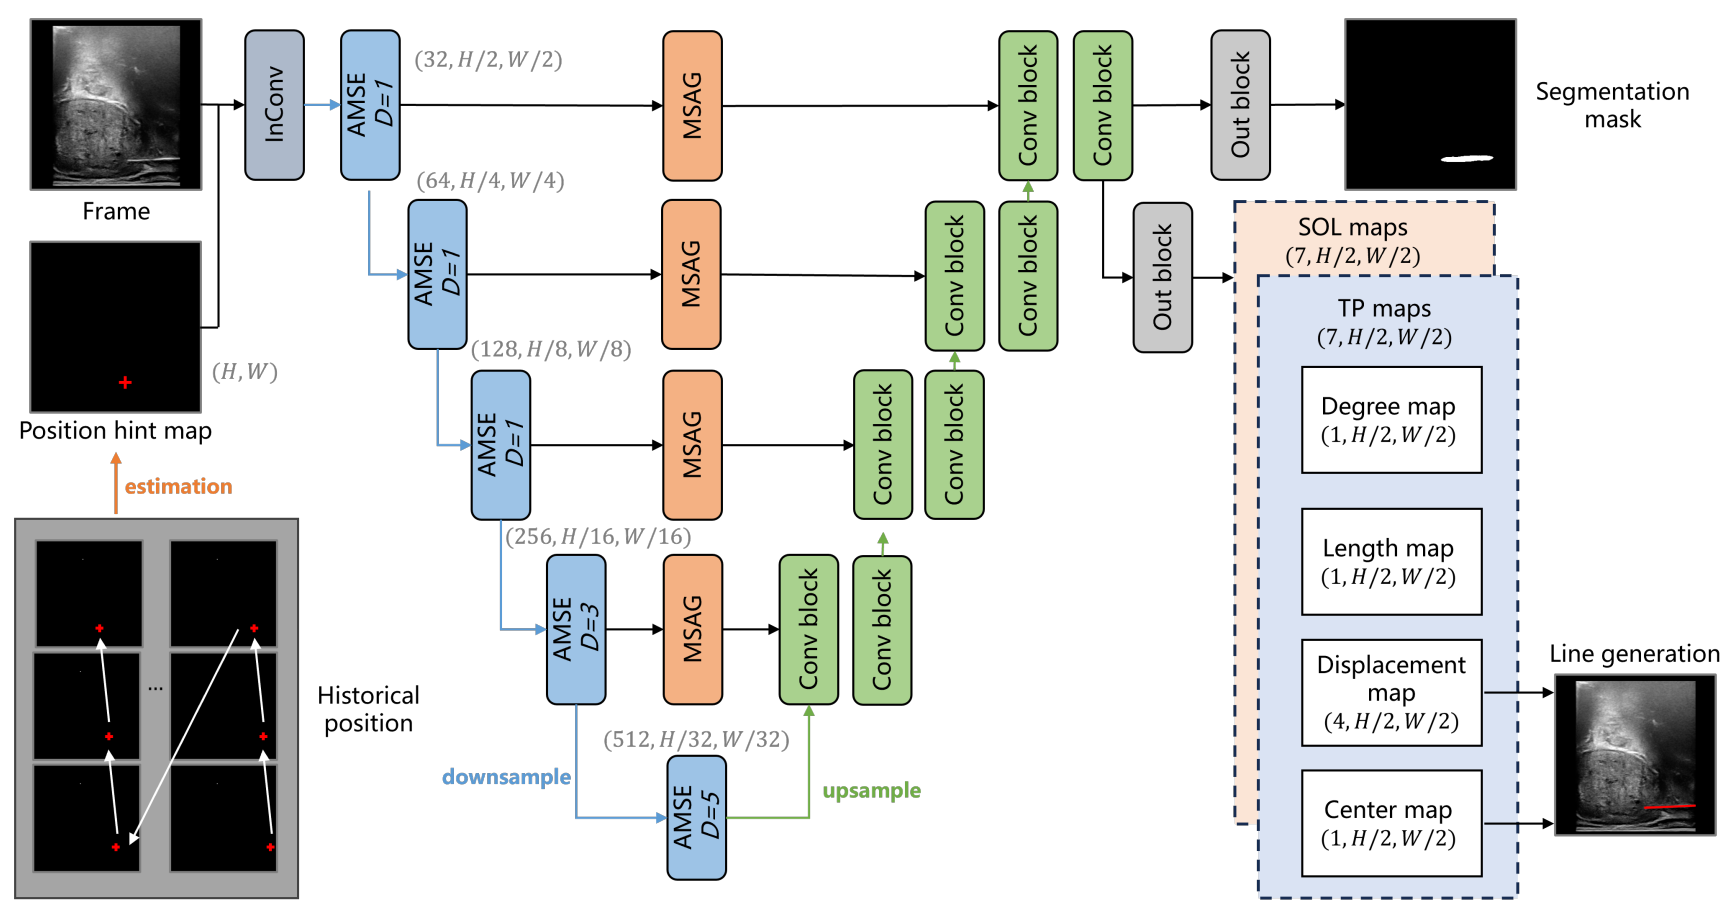 Frame
Position hint map
(H, W)
estimation
...
Historical
position
InConv
AMSE
D=1
(32, H/2, W/2)
MSAG
Conv block
Conv block
Out block
Segmentation
mask
(64, H/4, W/4)
AMSE
D=1
MSAG
Conv block
Conv block
Out block
(128, H/8, W/8)
AMSE
D=1
MSAG
Conv block
Conv block
(256, H/16, W/16)
AMSE
D=3
MSAG
Conv block
Conv block
(512, H/32, W/32)
downsample
AMSE
D=5
upsample
SOL maps
(7, H/2, W/2)
TP maps
(7, H/2, W/2)
Degree map
(1, H/2, W/2)
Length map
(1, H/2, W/2)
Displacement
map
(4, H/2, W/2)
Center map
(1, H/2, W/2)
Line generation